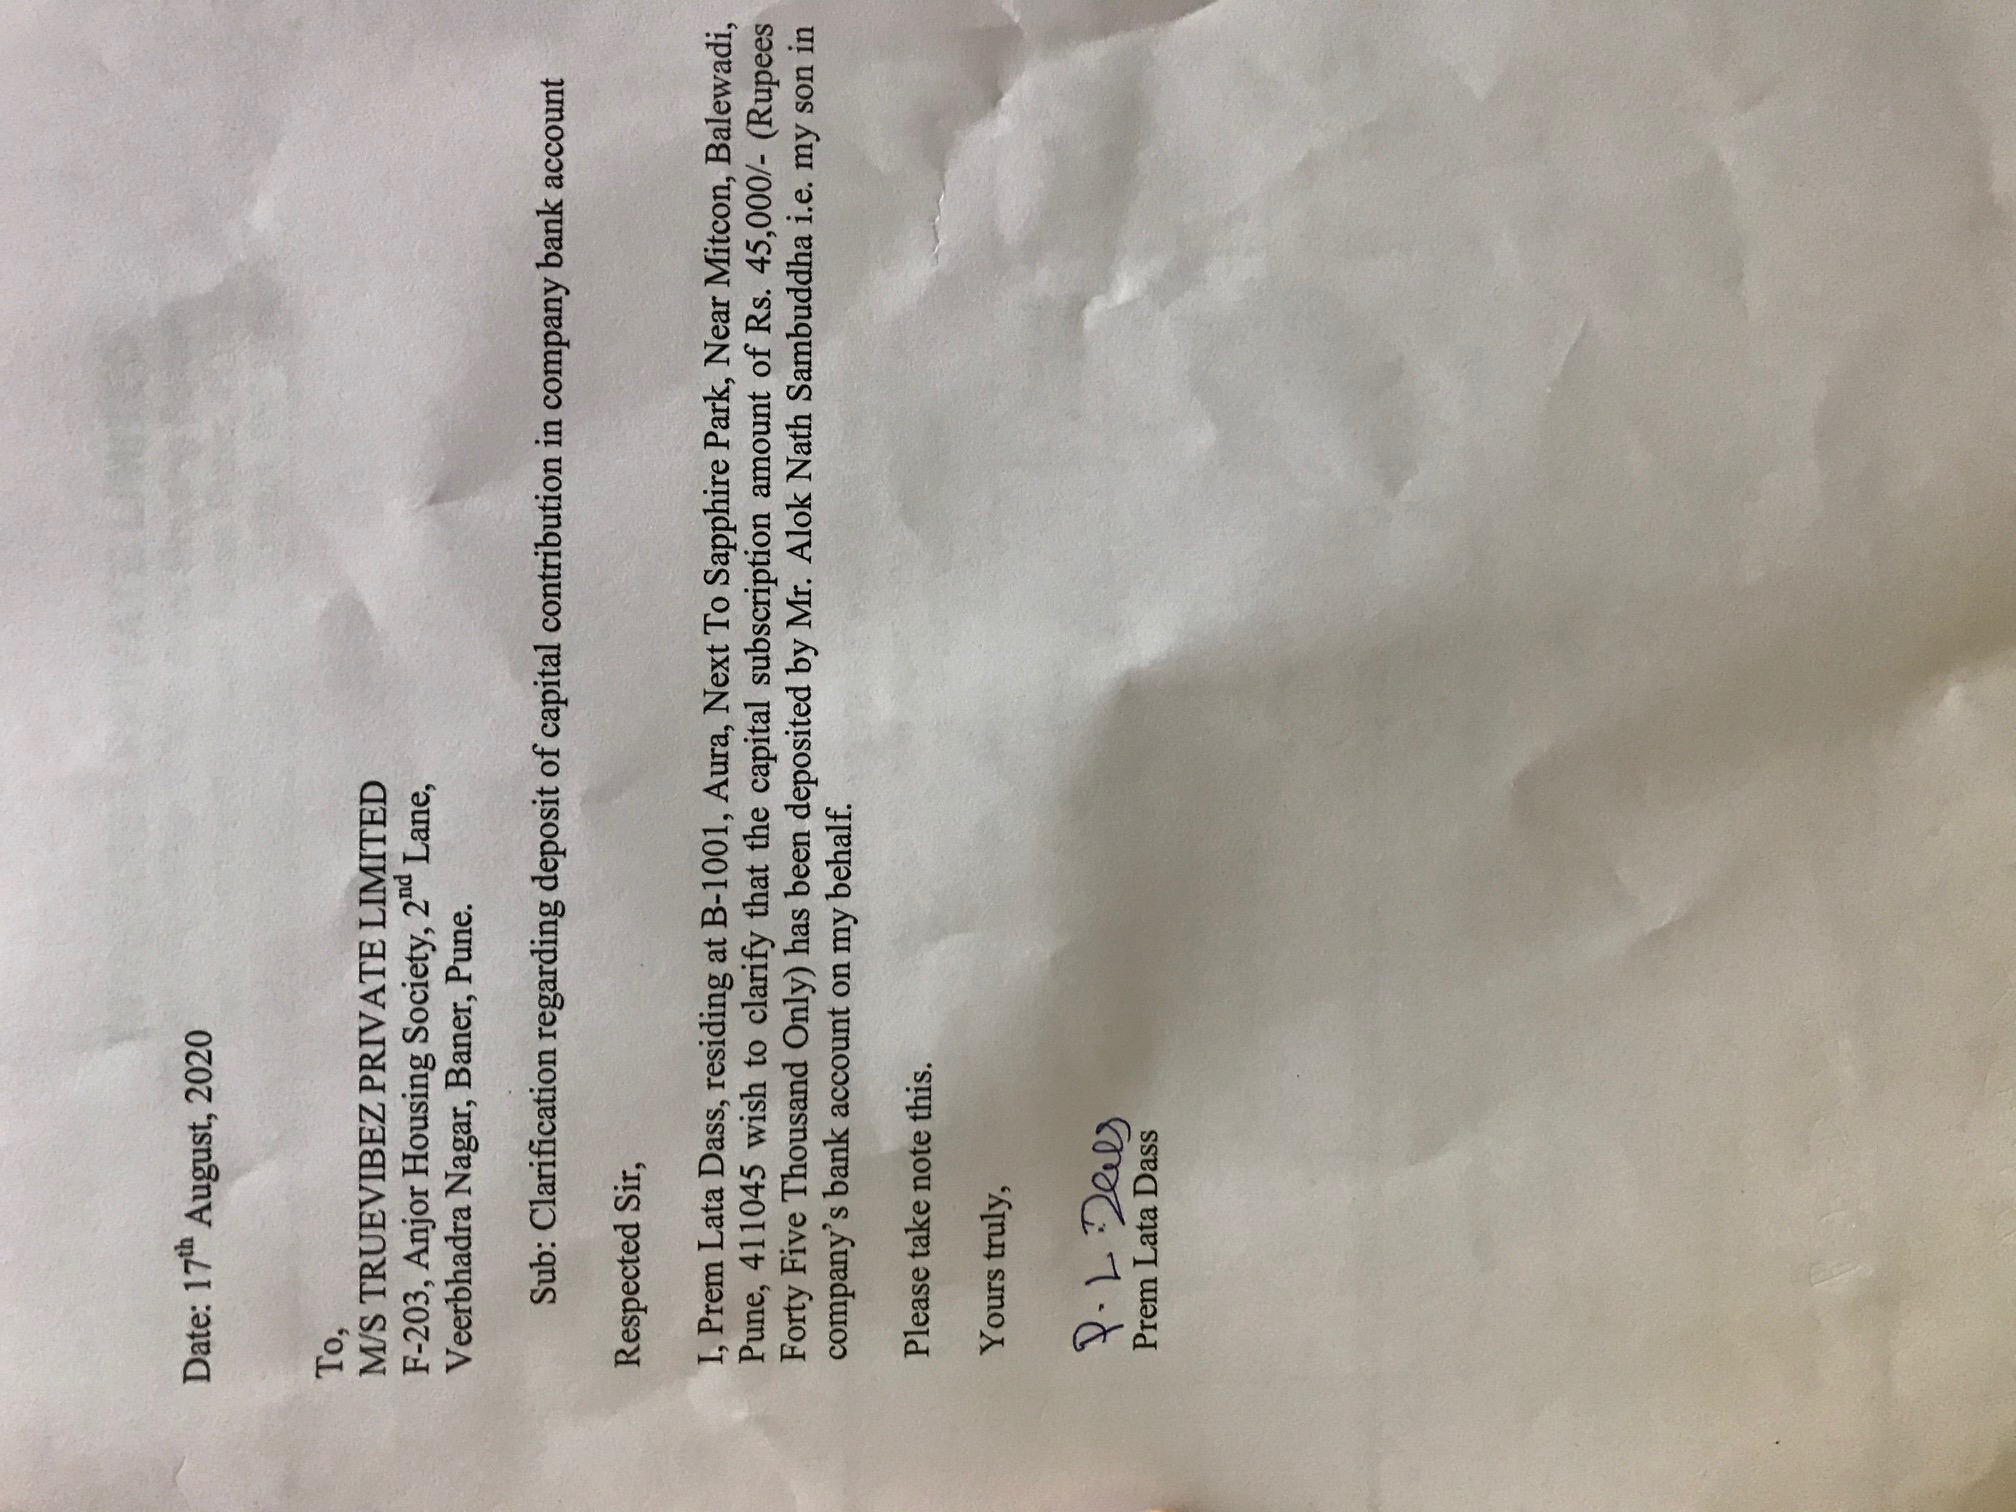 Date: 17th August, 2020
To,
M/S TRUEVIBEZ PRIVATE LIMITED
F-203, Anjor Housing Society, 2nd Lane,
Veerbhadra Nagar, Baner, Pune.
Sub: Clarification regarding deposit of capital contribution in company bank account
Respected Sir,
I, Prem Lata Dass, residing at B-1001, Aura, Next To Sapphire Park, Near Mitcon, Balewadi,
Pune, 411045 wish to clarify that the capital subscription amount of Rs. 45,000/- (Rupees
Forty Five Thousand Only) has been deposited by Mr. Alok Nath Sambuddha i.e. my son in
company's bank account on my behalf.
Please take note this.
Yours truly,
P. L Dass
Prem Lata Dass